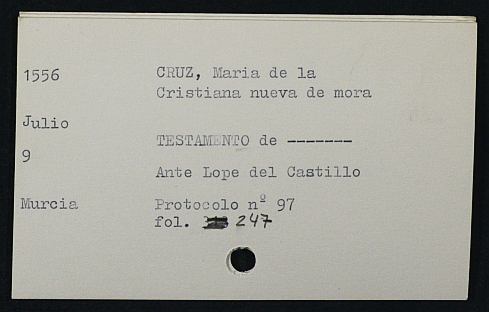 1556
CRUZ, Maria de la
Cristiana nueva de mora
Julio
TESTAMENTO de -------
9
Ante Lope del Castillo
Murcia
Protocolo nº 97
fol. 247